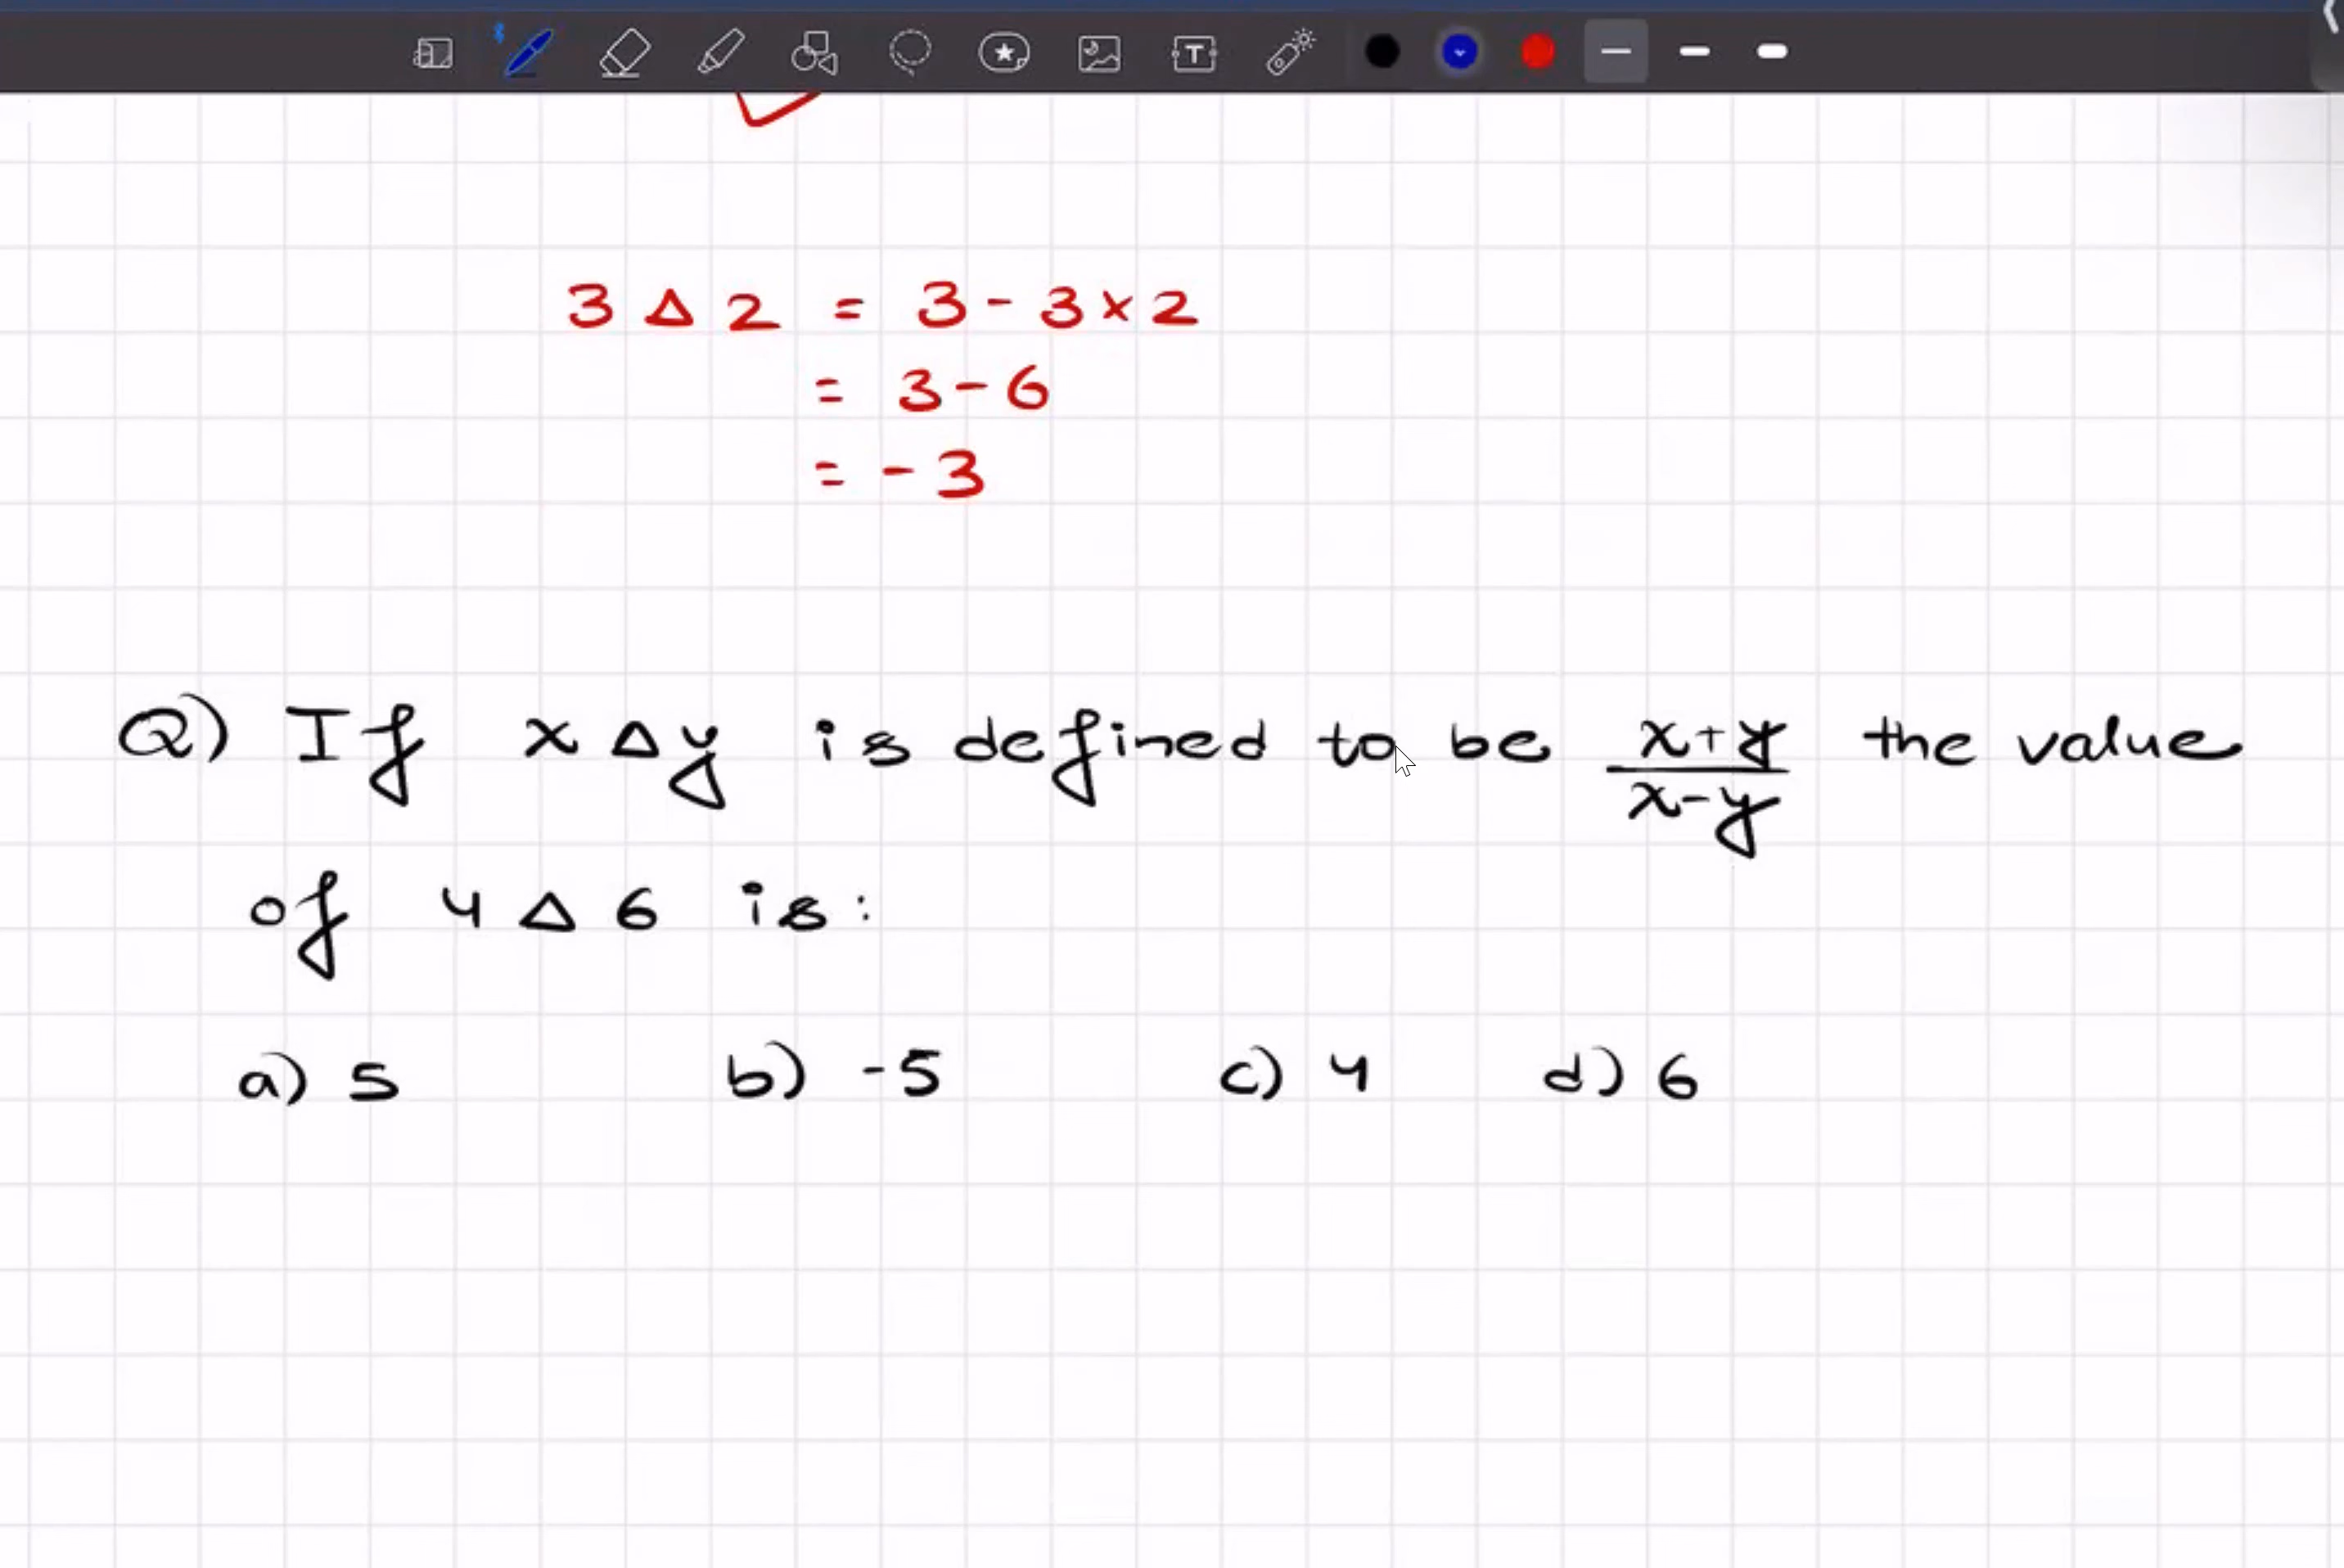 3 Δ 2 = 3 - 3 × 2
= 3 - 6
= - 3
Q) If x Δ y is defined to be (x+y)/(x-y) the value
of 4 Δ 6 is:
a) 5 b) -5 c) 4 d) 6